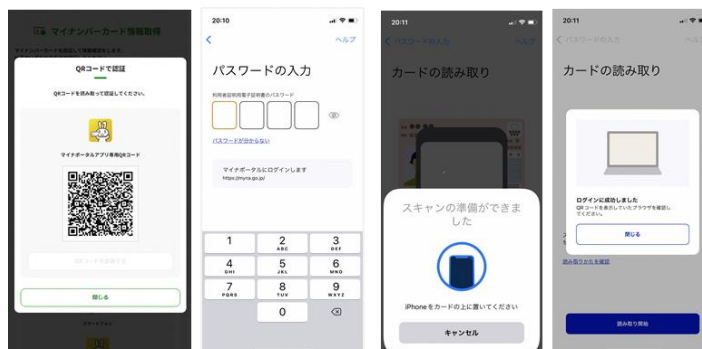 マイナンバーカード情報取得
QRコードで認証
QRコードを読み取って認証してください。
マイナポータルアプリ専用QRコード
閉じる
20:10
ヘルプ
パスワードの入力
利用者証明用電子証明書のパスワード
パスワードが分からない
マイナポータルにログインします
https://myna.go.jp/
1
2
ABC
3
DEF
4
GHI
5
JKL
6
MNO
7
PQRS
8
TUV
9
WXYZ
0
20:11
パスワードの入力
ヘルプ
カードの読み取り
スキャンの準備ができま
した
iPhoneをカードの上に置いてください
キャンセル
20:11
パスワードの入力
ヘルプ
カードの読み取り
ログインに成功しました
QRコードを表示していたブラウザを確認し
てください。
閉じる
読み取りかたを確認
読み取り開始